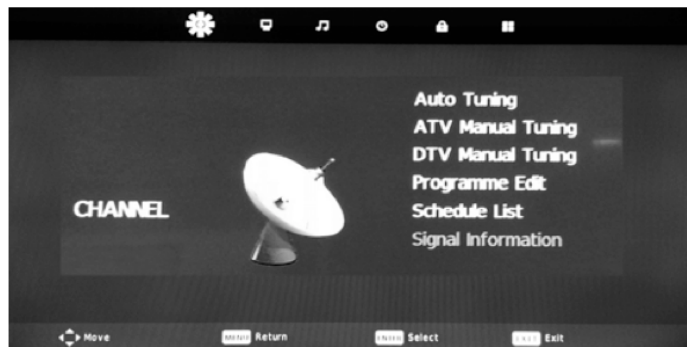 Auto Tuning
ATV Manual Tuning
DTV Manual Tuning
Programme Edit
CHANNEL
Schedule List
Signal Information
Move MENU Return ENTER Select EXIT Exit